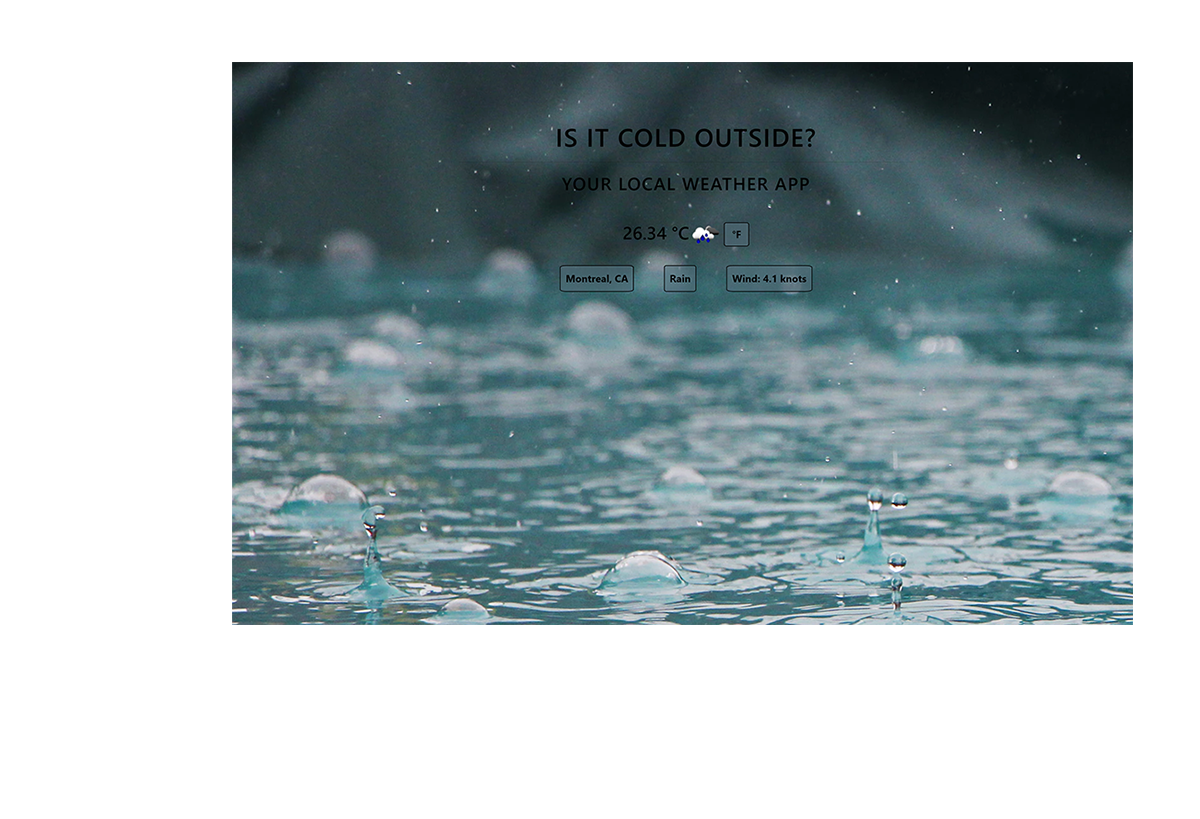 IS IT COLD OUTSIDE?
YOUR LOCAL WEATHER APP
26.34 °C °F
Montreal, CA Rain Wind: 4.1 knots